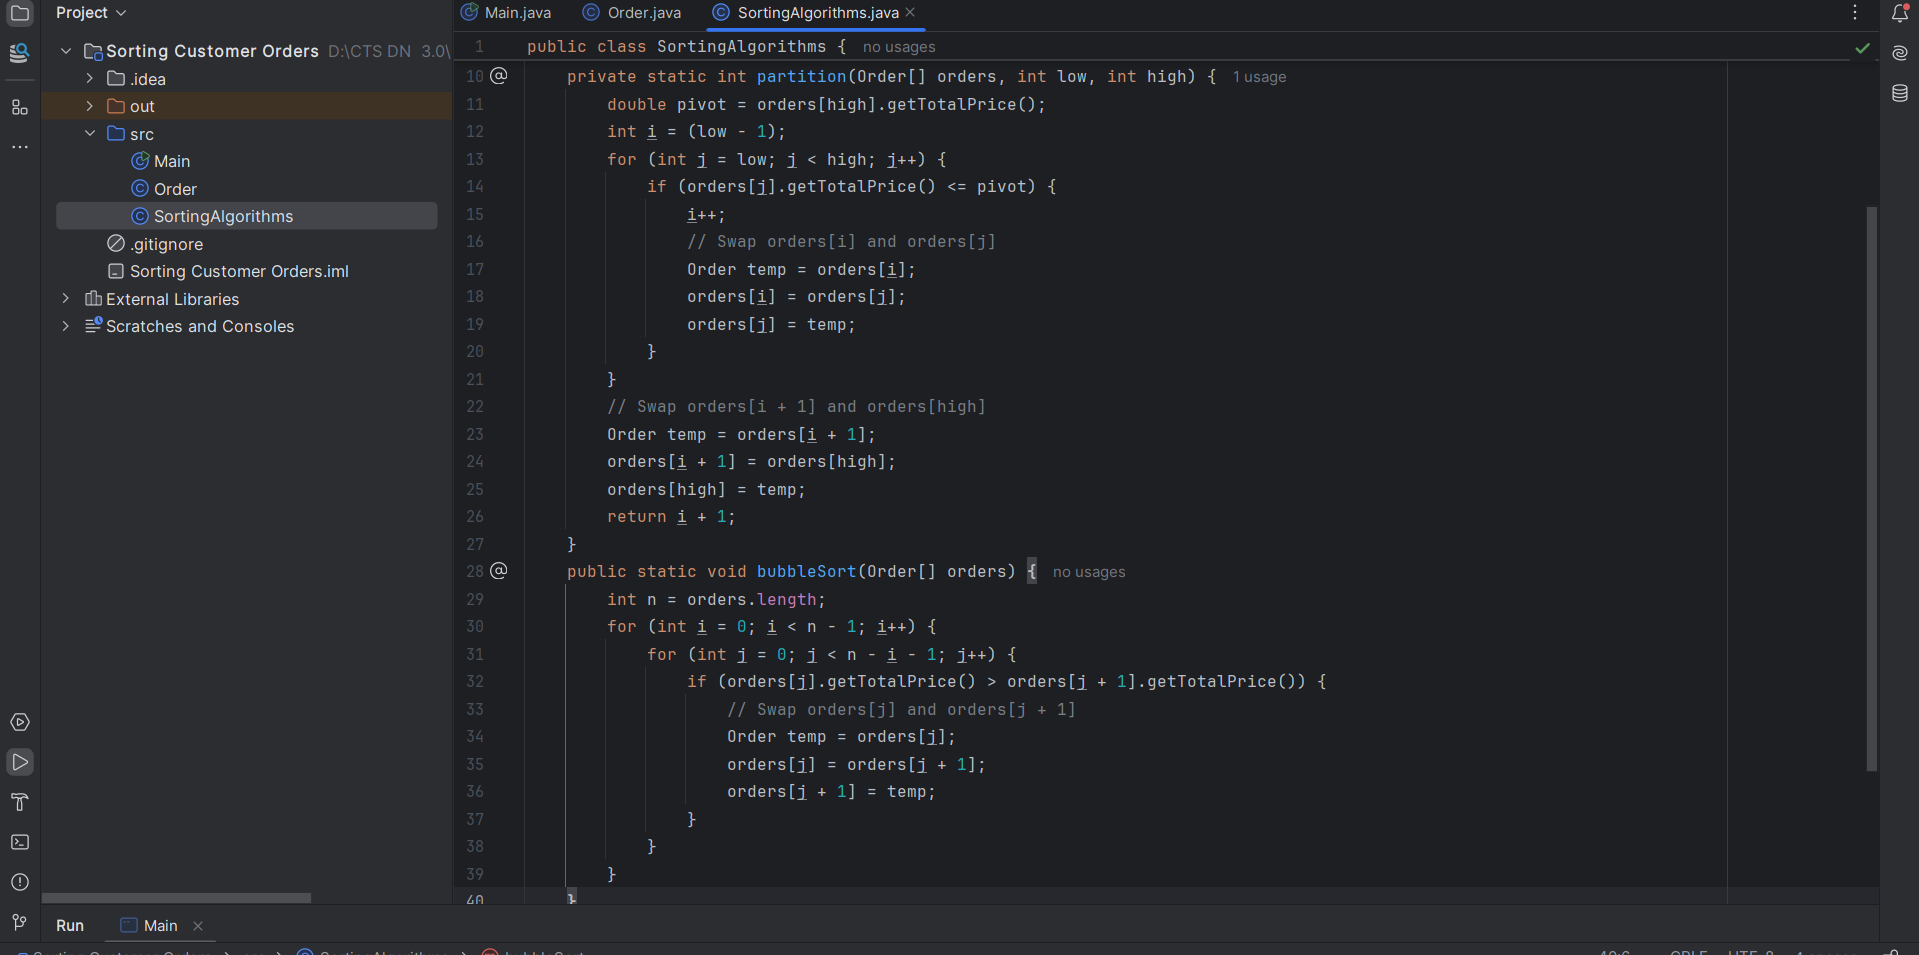 Project
Sorting Customer Orders D:\CTS DN 3.0\
.idea
out
src
Main
Order
SortingAlgorithms
.gitignore
Sorting Customer Orders.iml
External Libraries
Scratches and Consoles
Main.java Order.java SortingAlgorithms.java
1 public class SortingAlgorithms { no usages
10 private static int partition(Order[] orders, int low, int high) { 1 usage
11 double pivot = orders[high].getTotalPrice();
12 int i = (low - 1);
13 for (int j = low; j < high; j++) {
14 if (orders[j].getTotalPrice() <= pivot) {
15 i++;
16 // Swap orders[i] and orders[j]
17 Order temp = orders[i];
18 orders[i] = orders[j];
19 orders[j] = temp;
20 }
21 }
22 // Swap orders[i + 1] and orders[high]
23 Order temp = orders[i + 1];
24 orders[i + 1] = orders[high];
25 orders[high] = temp;
26 return i + 1;
27 }
28 public static void bubbleSort(Order[] orders) { no usages
29 int n = orders.length;
30 for (int i = 0; i < n - 1; i++) {
31 for (int j = 0; j < n - i - 1; j++) {
32 if (orders[j].getTotalPrice() > orders[j + 1].getTotalPrice()) {
33 // Swap orders[j] and orders[j + 1]
34 Order temp = orders[j];
35 orders[j] = orders[j + 1];
36 orders[j + 1] = temp;
37 }
38 }
39 }
40 }
Run Main